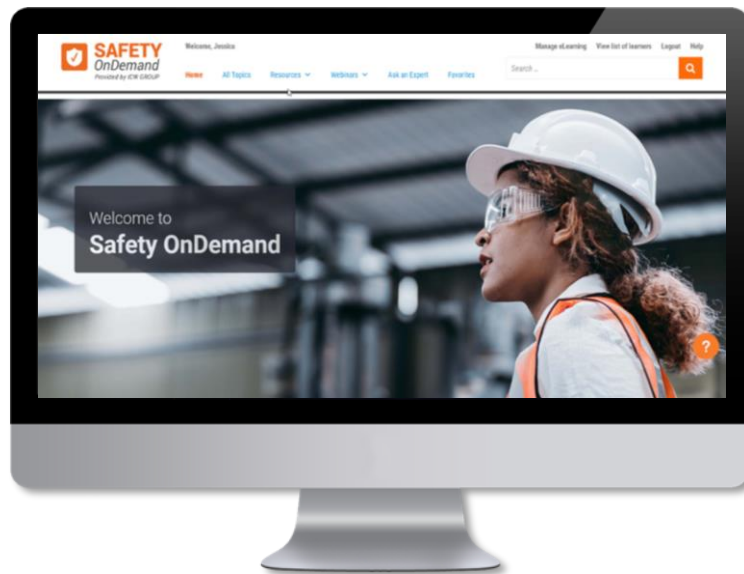 SAFETY
OnDemand
Provided by ICW GROUP
Welcome, Jessica
Manage eLearning View list of learners Logout Help
Home All Topics Resources Webinars Ask an Expert Favorites
Search ..
Welcome to
Safety OnDemand
?